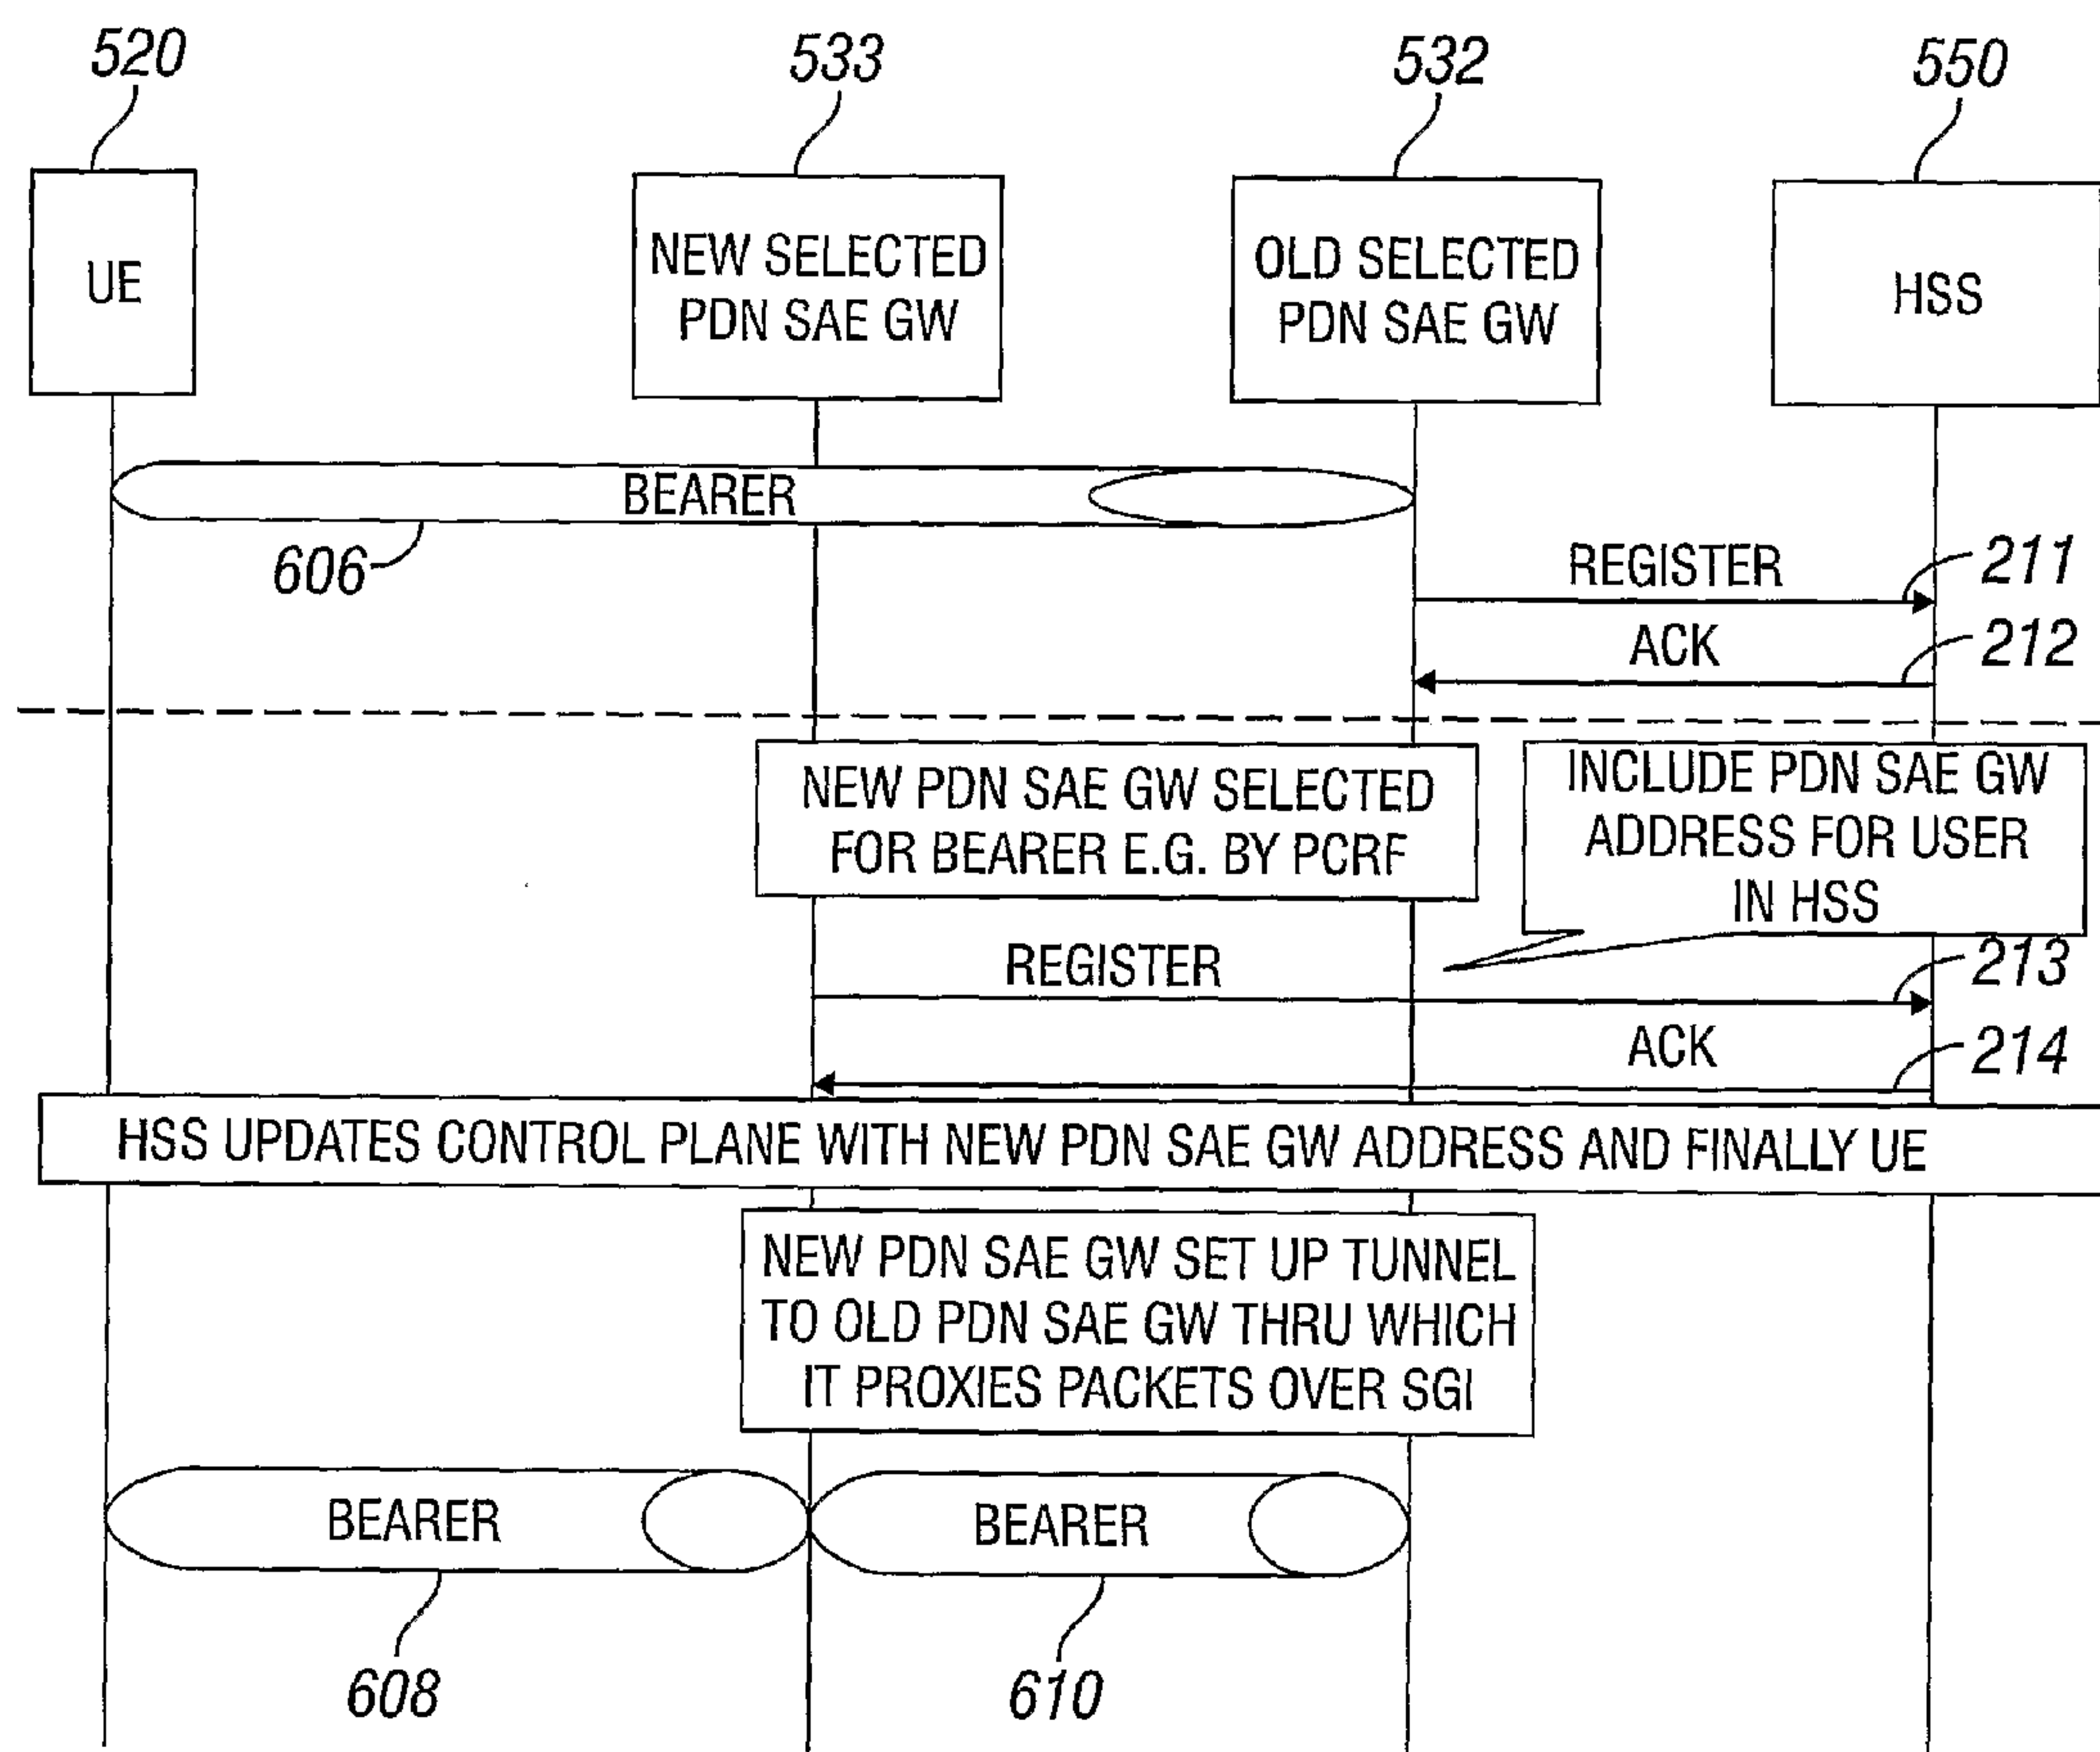 520
533
532
550
UE
NEW SELECTED
PDN SAE GW
OLD SELECTED
PDN SAE GW
HSS
BEARER
606
REGISTER
211
ACK
212
NEW PDN SAE GW SELECTED
FOR BEARER E.G. BY PCRF
INCLUDE PDN SAE GW
ADDRESS FOR USER
IN HSS
REGISTER
213
ACK
214
HSS UPDATES CONTROL PLANE WITH NEW PDN SAE GW ADDRESS AND FINALLY UE
NEW PDN SAE GW SET UP TUNNEL
TO OLD PDN SAE GW THRU WHICH
IT PROXIES PACKETS OVER SGI
BEARER
BEARER
608
610